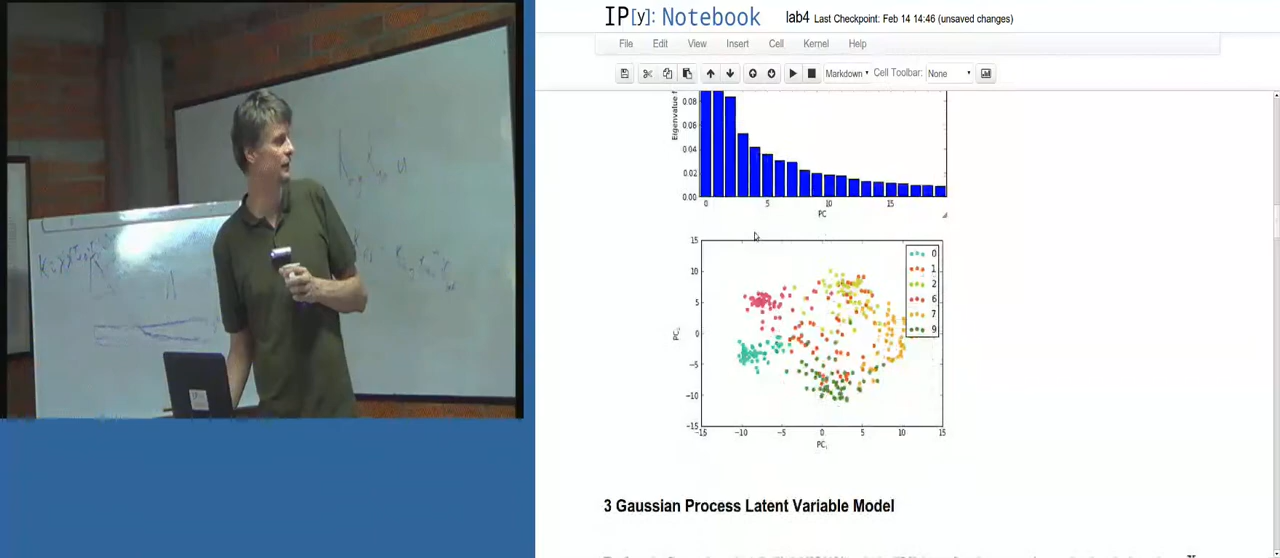 IP[y]: Notebook lab4 Last Checkpoint: Feb 14 14:46 (unsaved changes)
File Edit View Insert Cell Kernel Help
Markdown Cell Toolbar: None
0.08
0.06
0.04
0.02
0.00
Eigenvalue
0 5 10 15
PC
15
10
5
0
−5
−10
−15
PC
0
1
2
6
7
9
−15 −10 −5 0 5 10 15
PC₁
3 Gaussian Process Latent Variable Model